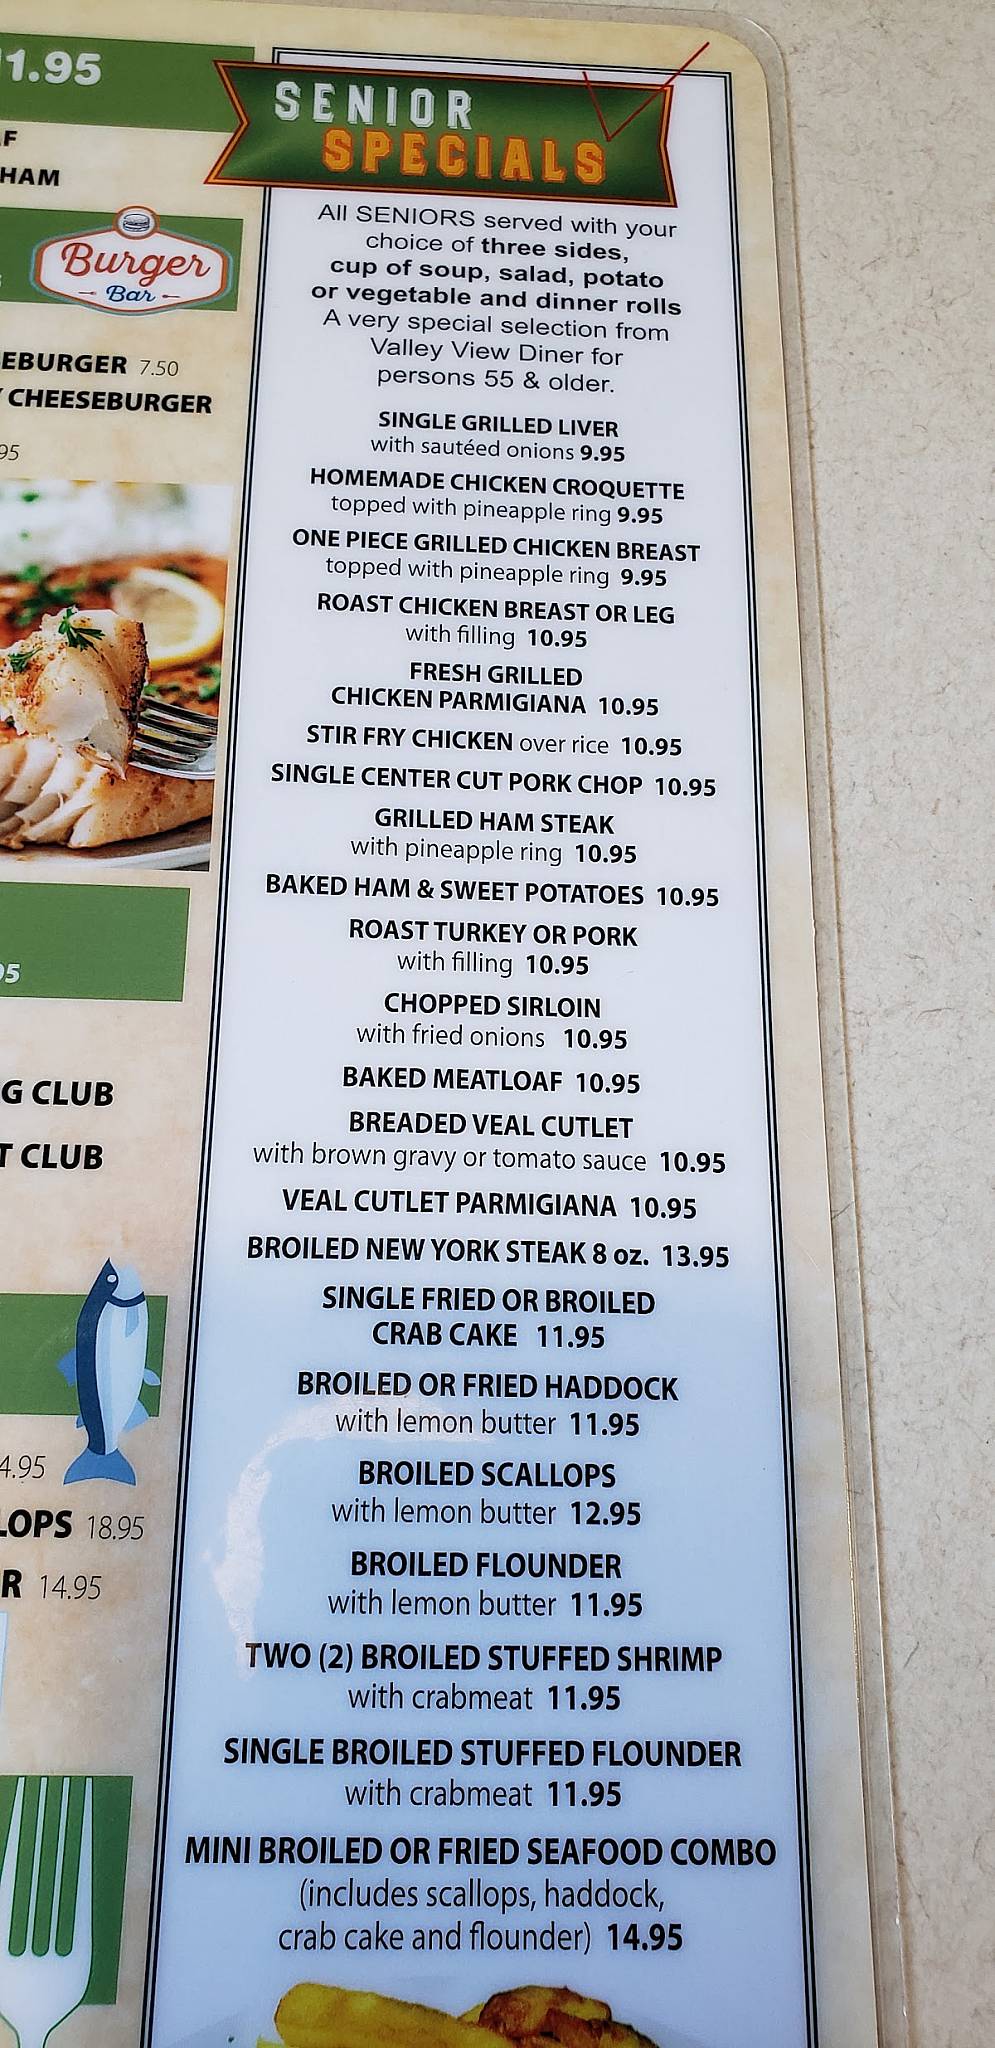 11.95
HAM
Burger
Bar
EBURGER 7.50
CHEESEBURGER
95
G CLUB
T CLUB
4.95
LOPS 18.95
R 14.95
SENIOR
SPECIALS
All SENIORS served with your
choice of three sides,
cup of soup, salad, potato
or vegetable and dinner rolls
A very special selection from
Valley View Diner for
persons 55 & older.
SINGLE GRILLED LIVER
with sautéed onions 9.95
HOMEMADE CHICKEN CROQUETTE
topped with pineapple ring 9.95
ONE PIECE GRILLED CHICKEN BREAST
topped with pineapple ring 9.95
ROAST CHICKEN BREAST OR LEG
with filling 10.95
FRESH GRILLED
CHICKEN PARMIGIANA 10.95
STIR FRY CHICKEN over rice 10.95
SINGLE CENTER CUT PORK CHOP 10.95
GRILLED HAM STEAK
with pineapple ring 10.95
BAKED HAM & SWEET POTATOES 10.95
ROAST TURKEY OR PORK
with filling 10.95
CHOPPED SIRLOIN
with fried onions 10.95
BAKED MEATLOAF 10.95
BREADED VEAL CUTLET
with brown gravy or tomato sauce 10.95
VEAL CUTLET PARMIGIANA 10.95
BROILED NEW YORK STEAK 8 oz. 13.95
SINGLE FRIED OR BROILED
CRAB CAKE 11.95
BROILED OR FRIED HADDOCK
with lemon butter 11.95
BROILED SCALLOPS
with lemon butter 12.95
BROILED FLOUNDER
with lemon butter 11.95
TWO (2) BROILED STUFFED SHRIMP
with crabmeat 11.95
SINGLE BROILED STUFFED FLOUNDER
with crabmeat 11.95
MINI BROILED OR FRIED SEAFOOD COMBO
(includes scallops, haddock,
crab cake and flounder) 14.95